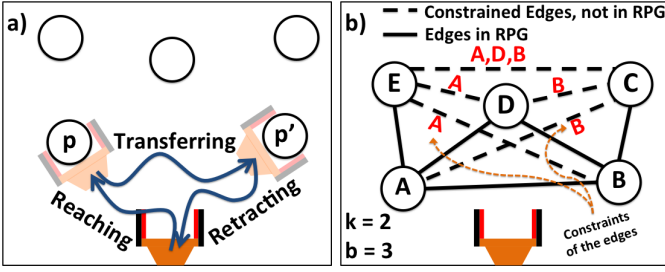 a)
p
p'
Transferring
Reaching
Retracting
b)
Constrained Edges, not in RPG
Edges in RPG
A,D,B
E
A
B
C
D
A
B
A
B
k = 2
b = 3
Constraints
of the edges